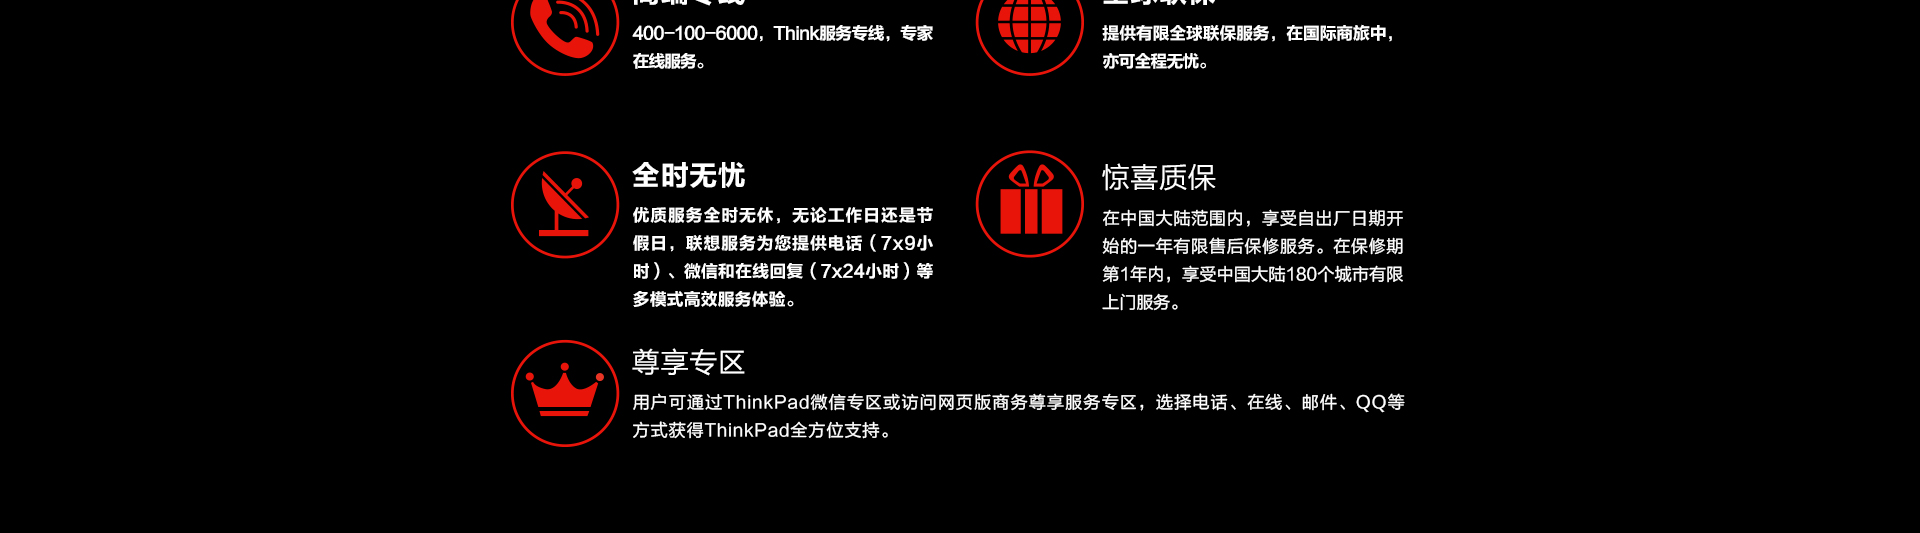 400-100-6000，Think服务专线，专家
在线服务。
提供有限全球联保服务，在国际商旅中，
亦可全程无忧。
全时无忧
优质服务全时无休，无论工作日还是节
假日，联想服务为您提供电话（7x9小
时）、微信和在线回复（7x24小时）等
多模式高效服务体验。
惊喜质保
在中国大陆范围内，享受自出厂日期开
始的一年有限售后保修服务。在保修期
第1年内，享受中国大陆180个城市有限
上门服务。
尊享专区
用户可通过ThinkPad微信专区或访问网页版商务尊享服务专区，选择电话、在线、邮件、QQ等
方式获得ThinkPad全方位支持。